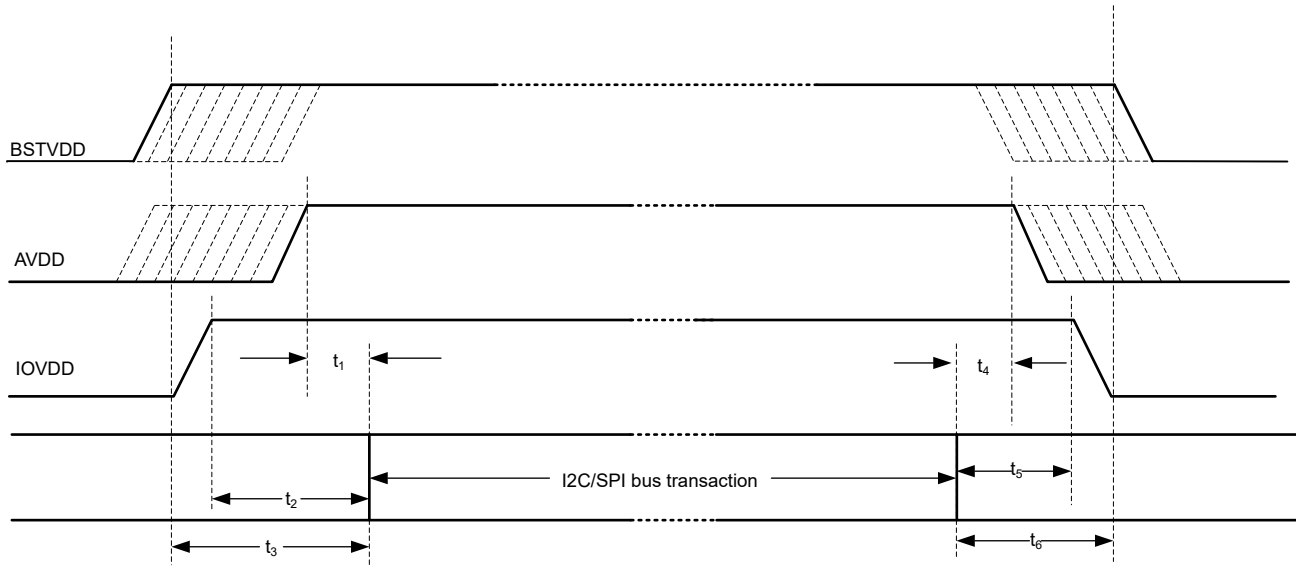 BSTVDD
AVDD
IOVDD
t1
t4
I2C/SPI bus transaction
t5
t2
t3
t6